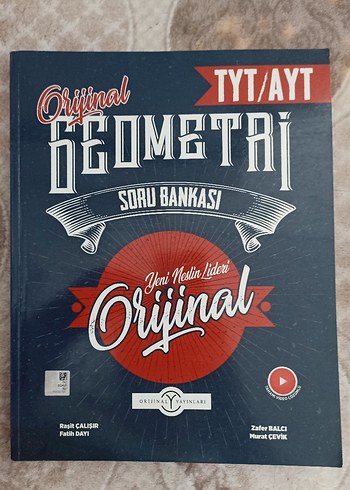 TYT/AYT
Orijinal
GEOMETRİ
SORU BANKASI
Yeni Neslin Lideri
Orijinal
ORİJİNAL YAYINLARI
Raşit ÇALIŞIR
Fatih DAYI
Zafer BALCI
Murat ÇEVİK